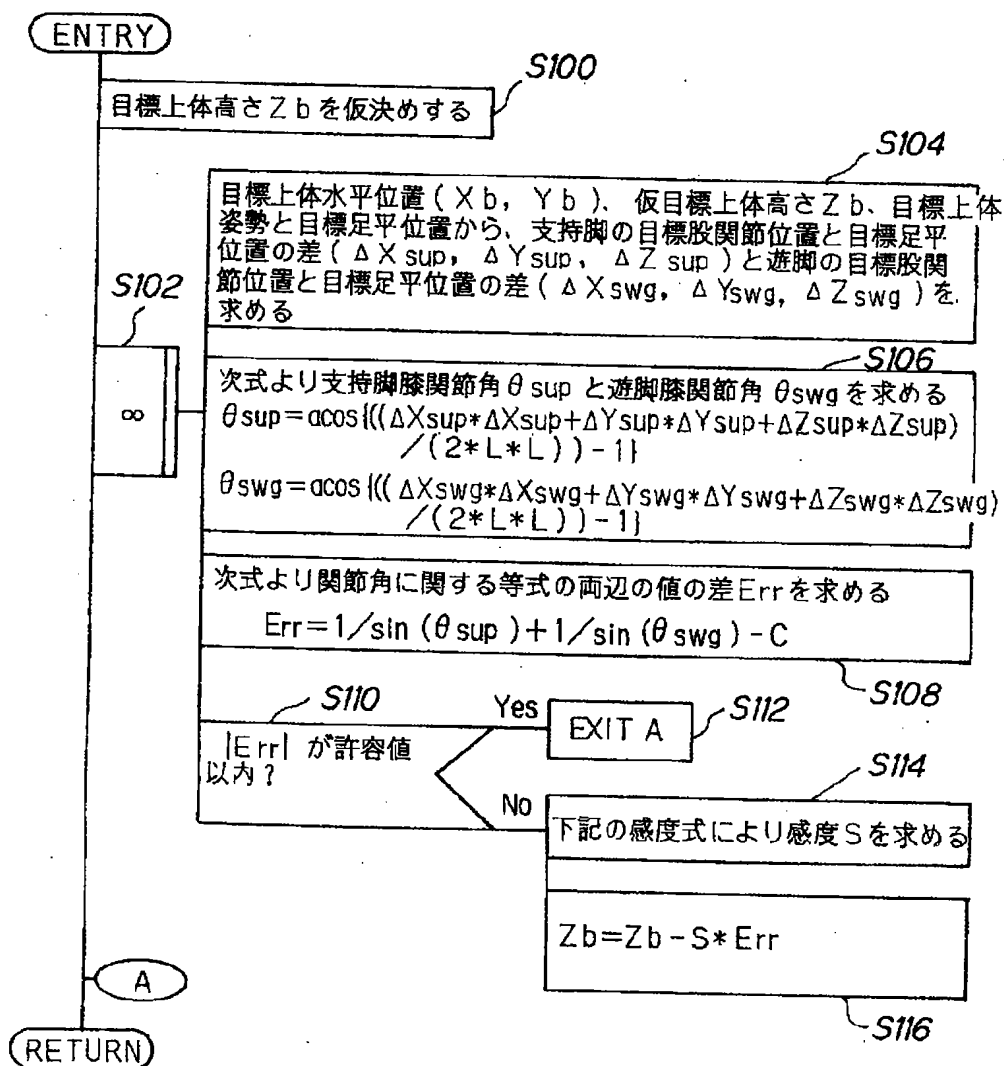 ENTRY
S100
目標上体高さZbを仮決めする
S104
目標上体水平位置(Xb, Yb)、仮目標上体高さZb、目標上体
姿勢と目標足平位置から、支持脚の目標股関節位置と目標足平
位置の差(ΔXsup, ΔYsup, ΔZsup)と遊脚の目標股関
節位置と目標足平位置の差(ΔXswg, ΔYswg, ΔZswg)を
求める
S102
∞
S106
次式より支持脚膝関節角θsupと遊脚膝関節角θswgを求める
θsup=acos{((ΔXsup*ΔXsup+ΔYsup*ΔYsup+ΔZsup*ΔZsup)
/(2*L*L))-1}
θswg=acos{((ΔXswg*ΔXswg+ΔYswg*ΔYswg+ΔZswg*ΔZswg)
/(2*L*L))-1}
次式より関節角に関する等式の両辺の値の差Errを求める
Err=1/sin(θsup)+1/sin(θswg)-C
S108
S110
|Err|が許容値
以内?
Yes
EXIT A
S112
No
S114
下記の感度式により感度Sを求める
Zb=Zb-S*Err
S116
A
RETURN